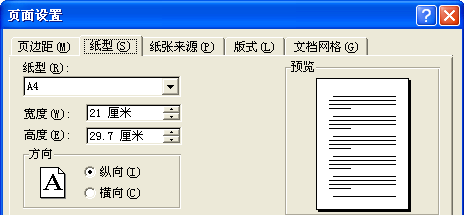 页面设置
页边距(M) 纸型(S) 纸张来源(P) 版式(L) 文档网格(G)
纸型(R):
A4
宽度(W): 21 厘米
高度(E): 29.7 厘米
方向
A
纵向(I)
横向(C)
预览